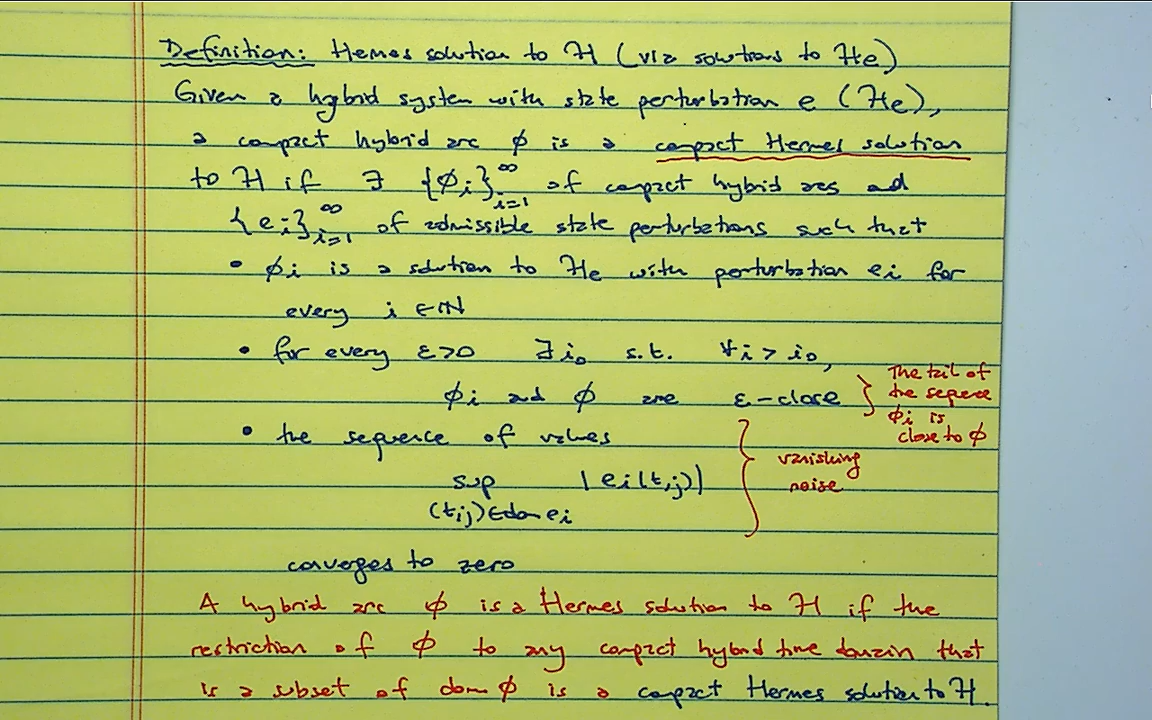 Definition: Hermes solution to H (via solutions to He)
Given a hybrid system with state perturbation e (He),
a compact hybrid arc ϕ is a compact Hermes solution
to H if ∃ {ϕi}∞i=1 of compact hybrid arcs and
{ei}∞i=1 of admissible state perturbations such that
• ϕi is a solution to He with perturbation ei for
every i ∈ ℕ
• for every ε>0 ∃ i0 s.t. ∀i > i0,
ϕi and ϕ are ε-close
The tail of
the sequence
ϕi is
close to ϕ
• the sequence of values
sup |ei(t,j)|
(t,j)∈dom ei
vanishing
noise
converges to zero
A hybrid arc ϕ is a Hermes solution to H if the
restriction of ϕ to any compact hybrid time domain that
is a subset of dom ϕ is a compact Hermes solution to H.